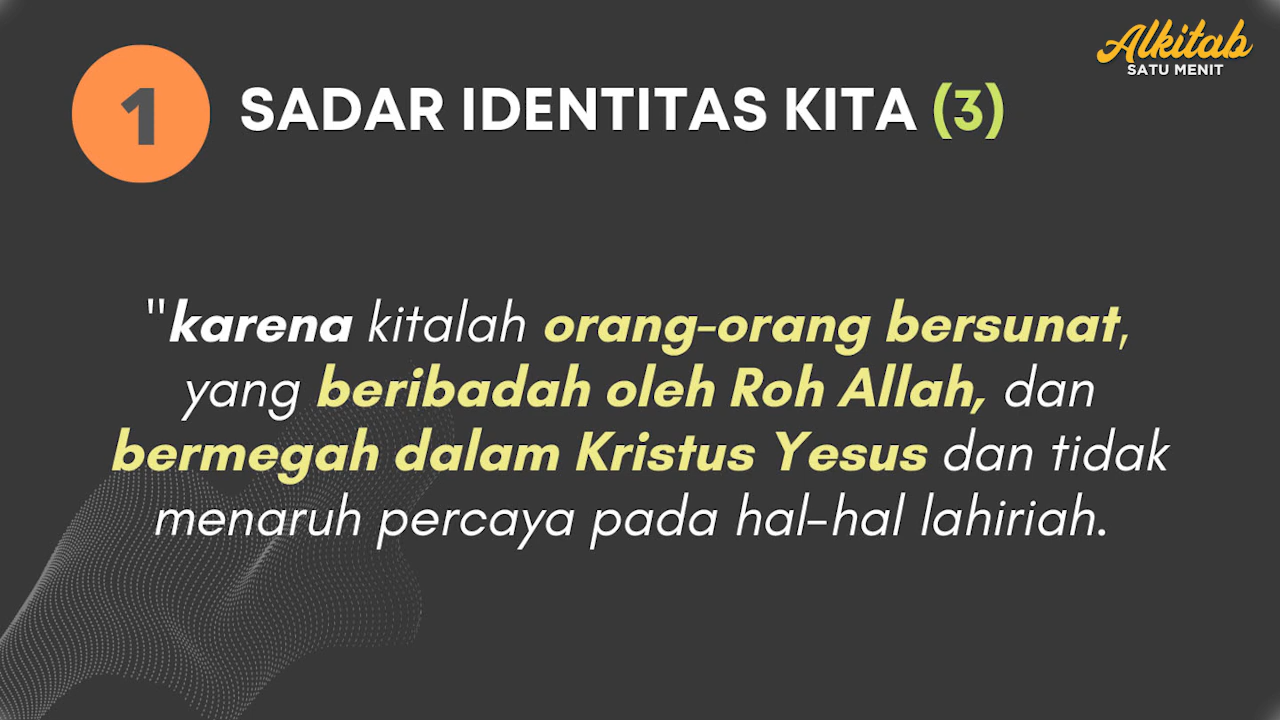 Alkitab
SATU MENIT
1
SADAR IDENTITAS KITA (3)
"karena kitalah orang-orang bersunat,
yang beribadah oleh Roh Allah, dan
bermegah dalam Kristus Yesus dan tidak
menaruh percaya pada hal-hal lahiriah.